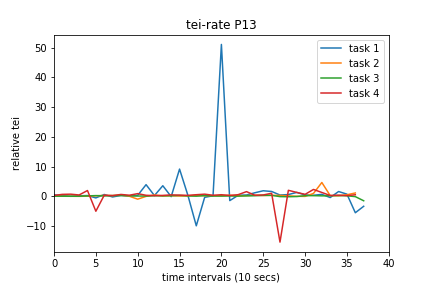 tei-rate P13
relative tei
50
40
30
20
10
0
−10
task 1
task 2
task 3
task 4
0 5 10 15 20 25 30 35 40
time intervals (10 secs)